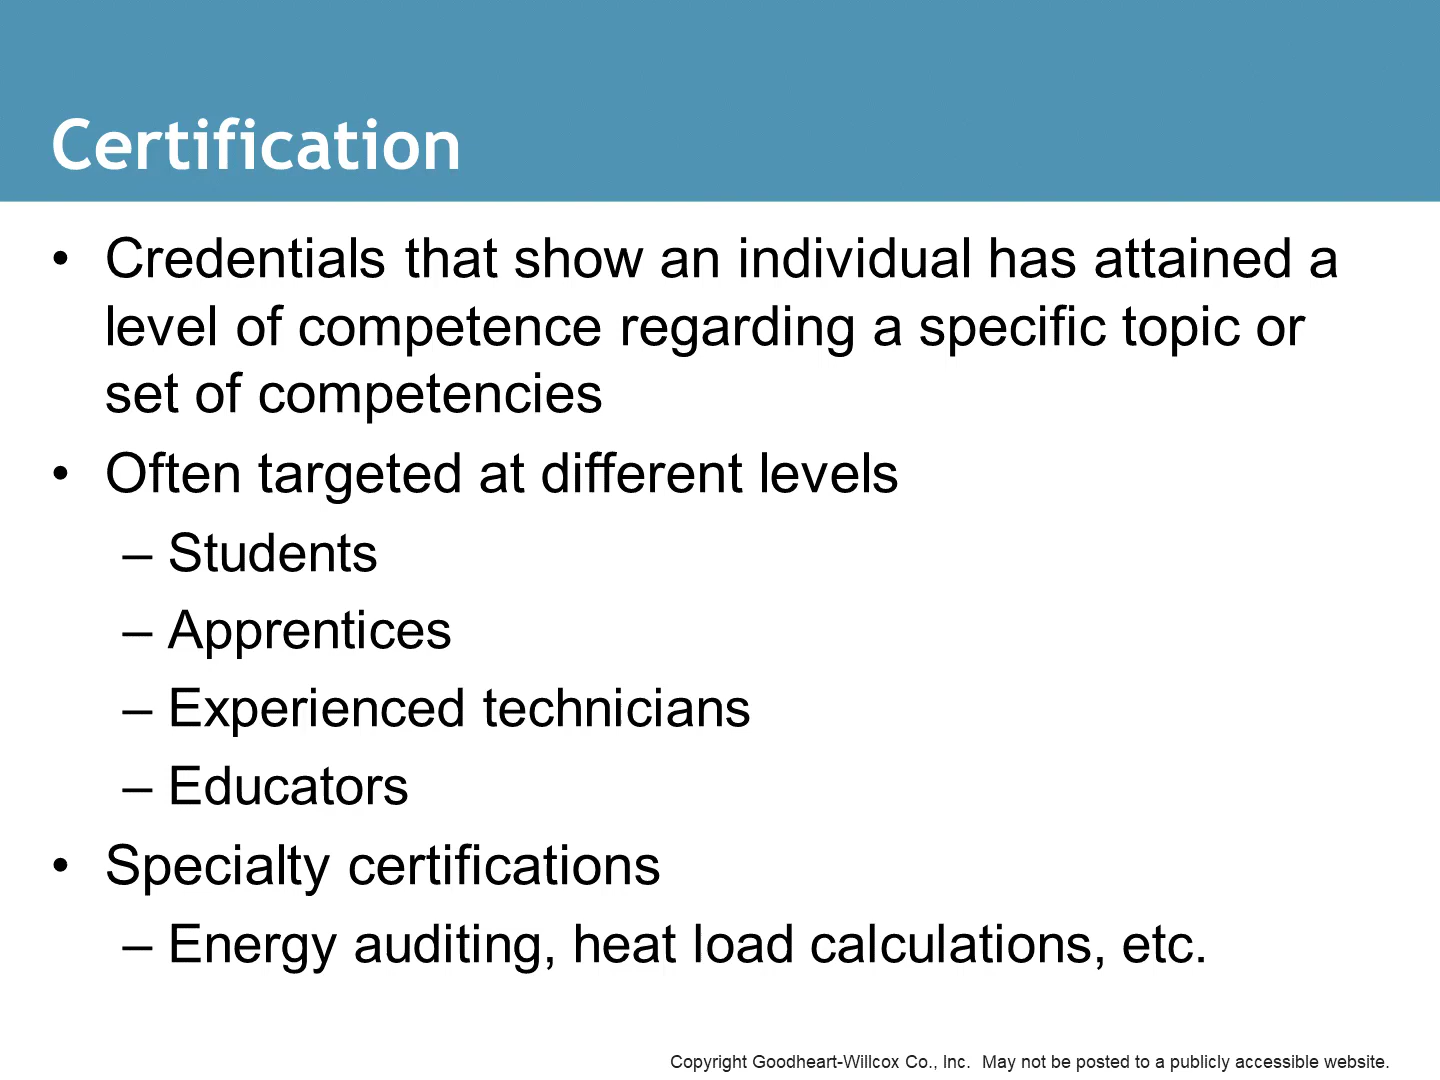 Certification
• Credentials that show an individual has attained a
level of competence regarding a specific topic or
set of competencies
• Often targeted at different levels
– Students
– Apprentices
– Experienced technicians
– Educators
• Specialty certifications
– Energy auditing, heat load calculations, etc.
Copyright Goodheart-Willcox Co., Inc.  May not be posted to a publicly accessible website.